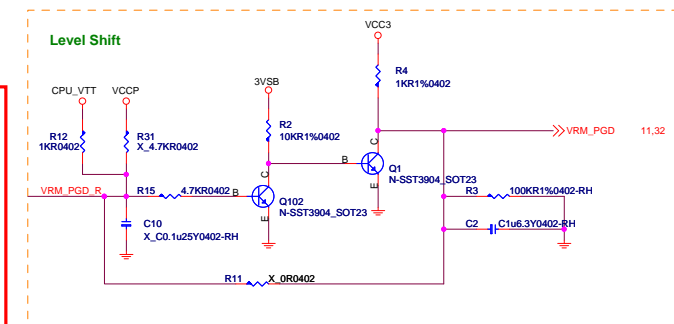 Level Shift
VCC3
R4
1KR1%0402
CPU_VTT
VCCP
3VSB
R12
1KR0402
R31
X_4.7KR0402
R2
10KR1%0402
C
VRM_PGD
11,32
C
B
Q1
N-SST3904_SOT23
E
VRM_PGD_R
R15
4.7KR0402
B
Q102
N-SST3904_SOT23
E
R3
100KR1%0402-RH
C10
X_C0.1u25Y0402-RH
C2
C1u6.3Y0402-RH
R11
X_0R0402